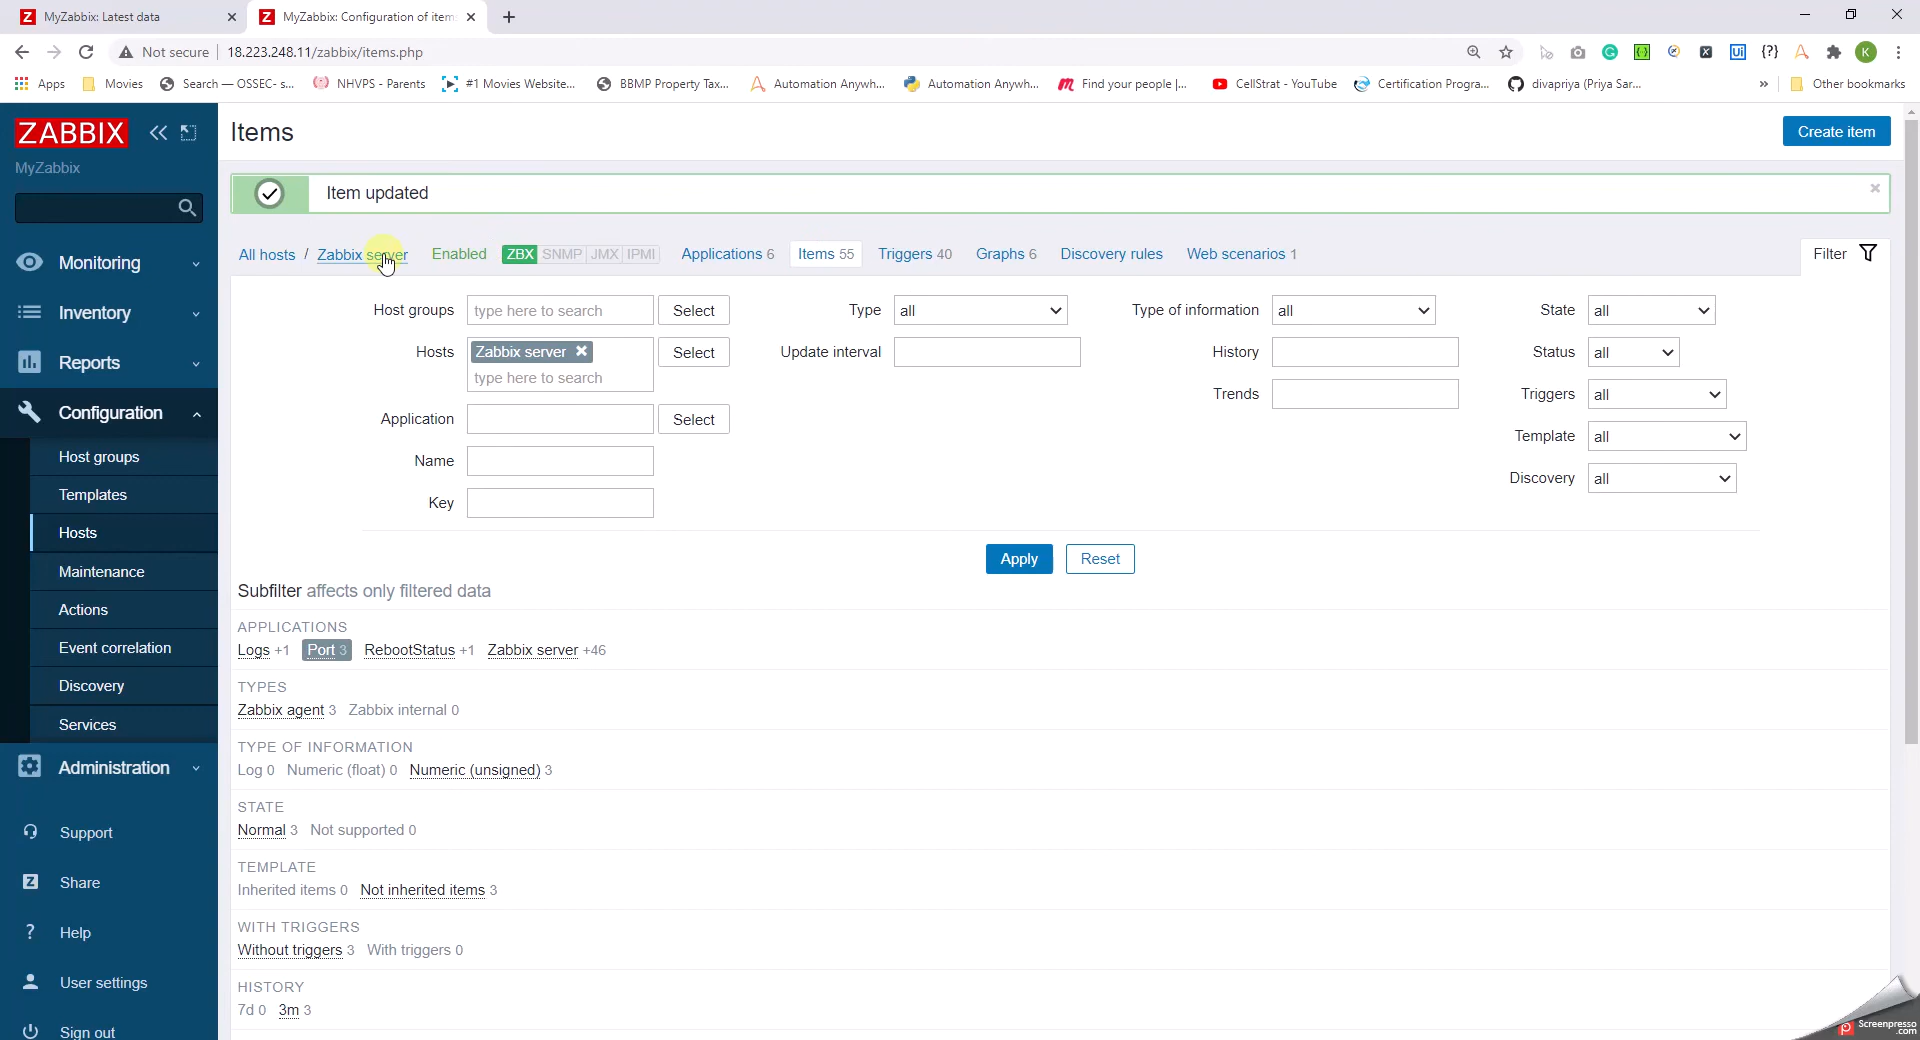 MyZabbix: Latest data
MyZabbix: Configuration of item
Not secure
18.223.248.11/zabbix/items.php
Apps
Movies
Search — OSSEC- s...
NHVPS - Parents
#1 Movies Website...
BBMP Property Tax...
Automation Anywh...
Automation Anywh...
Find your people |...
CellStrat - YouTube
Certification Progra...
divapriya (Priya Sar...
»
Other bookmarks
ZABBIX
MyZabbix
Monitoring
Inventory
Reports
Configuration
Host groups
Templates
Hosts
Maintenance
Actions
Event correlation
Discovery
Services
Administration
Support
Share
Help
User settings
Sign out
Items
Create item
Item updated
All hosts / Zabbix server Enabled ZBX SNMP JMX IPMI Applications 6 Items 55 Triggers 40 Graphs 6 Discovery rules Web scenarios 1
Filter
Host groups type here to search Select Type all Type of information all State all
Hosts Zabbix server Select Update interval History Status all
type here to search
Trends Triggers all
Application Select
Template all
Name
Discovery all
Key
Apply Reset
Subfilter affects only filtered data
APPLICATIONS
Logs +1 Port 3 RebootStatus +1 Zabbix server +46
TYPES
Zabbix agent 3 Zabbix internal 0
TYPE OF INFORMATION
Log 0 Numeric (float) 0 Numeric (unsigned) 3
STATE
Normal 3 Not supported 0
TEMPLATE
Inherited items 0 Not inherited items 3
WITH TRIGGERS
Without triggers 3 With triggers 0
HISTORY
7d 0 3m 3
Screenpresso
.com